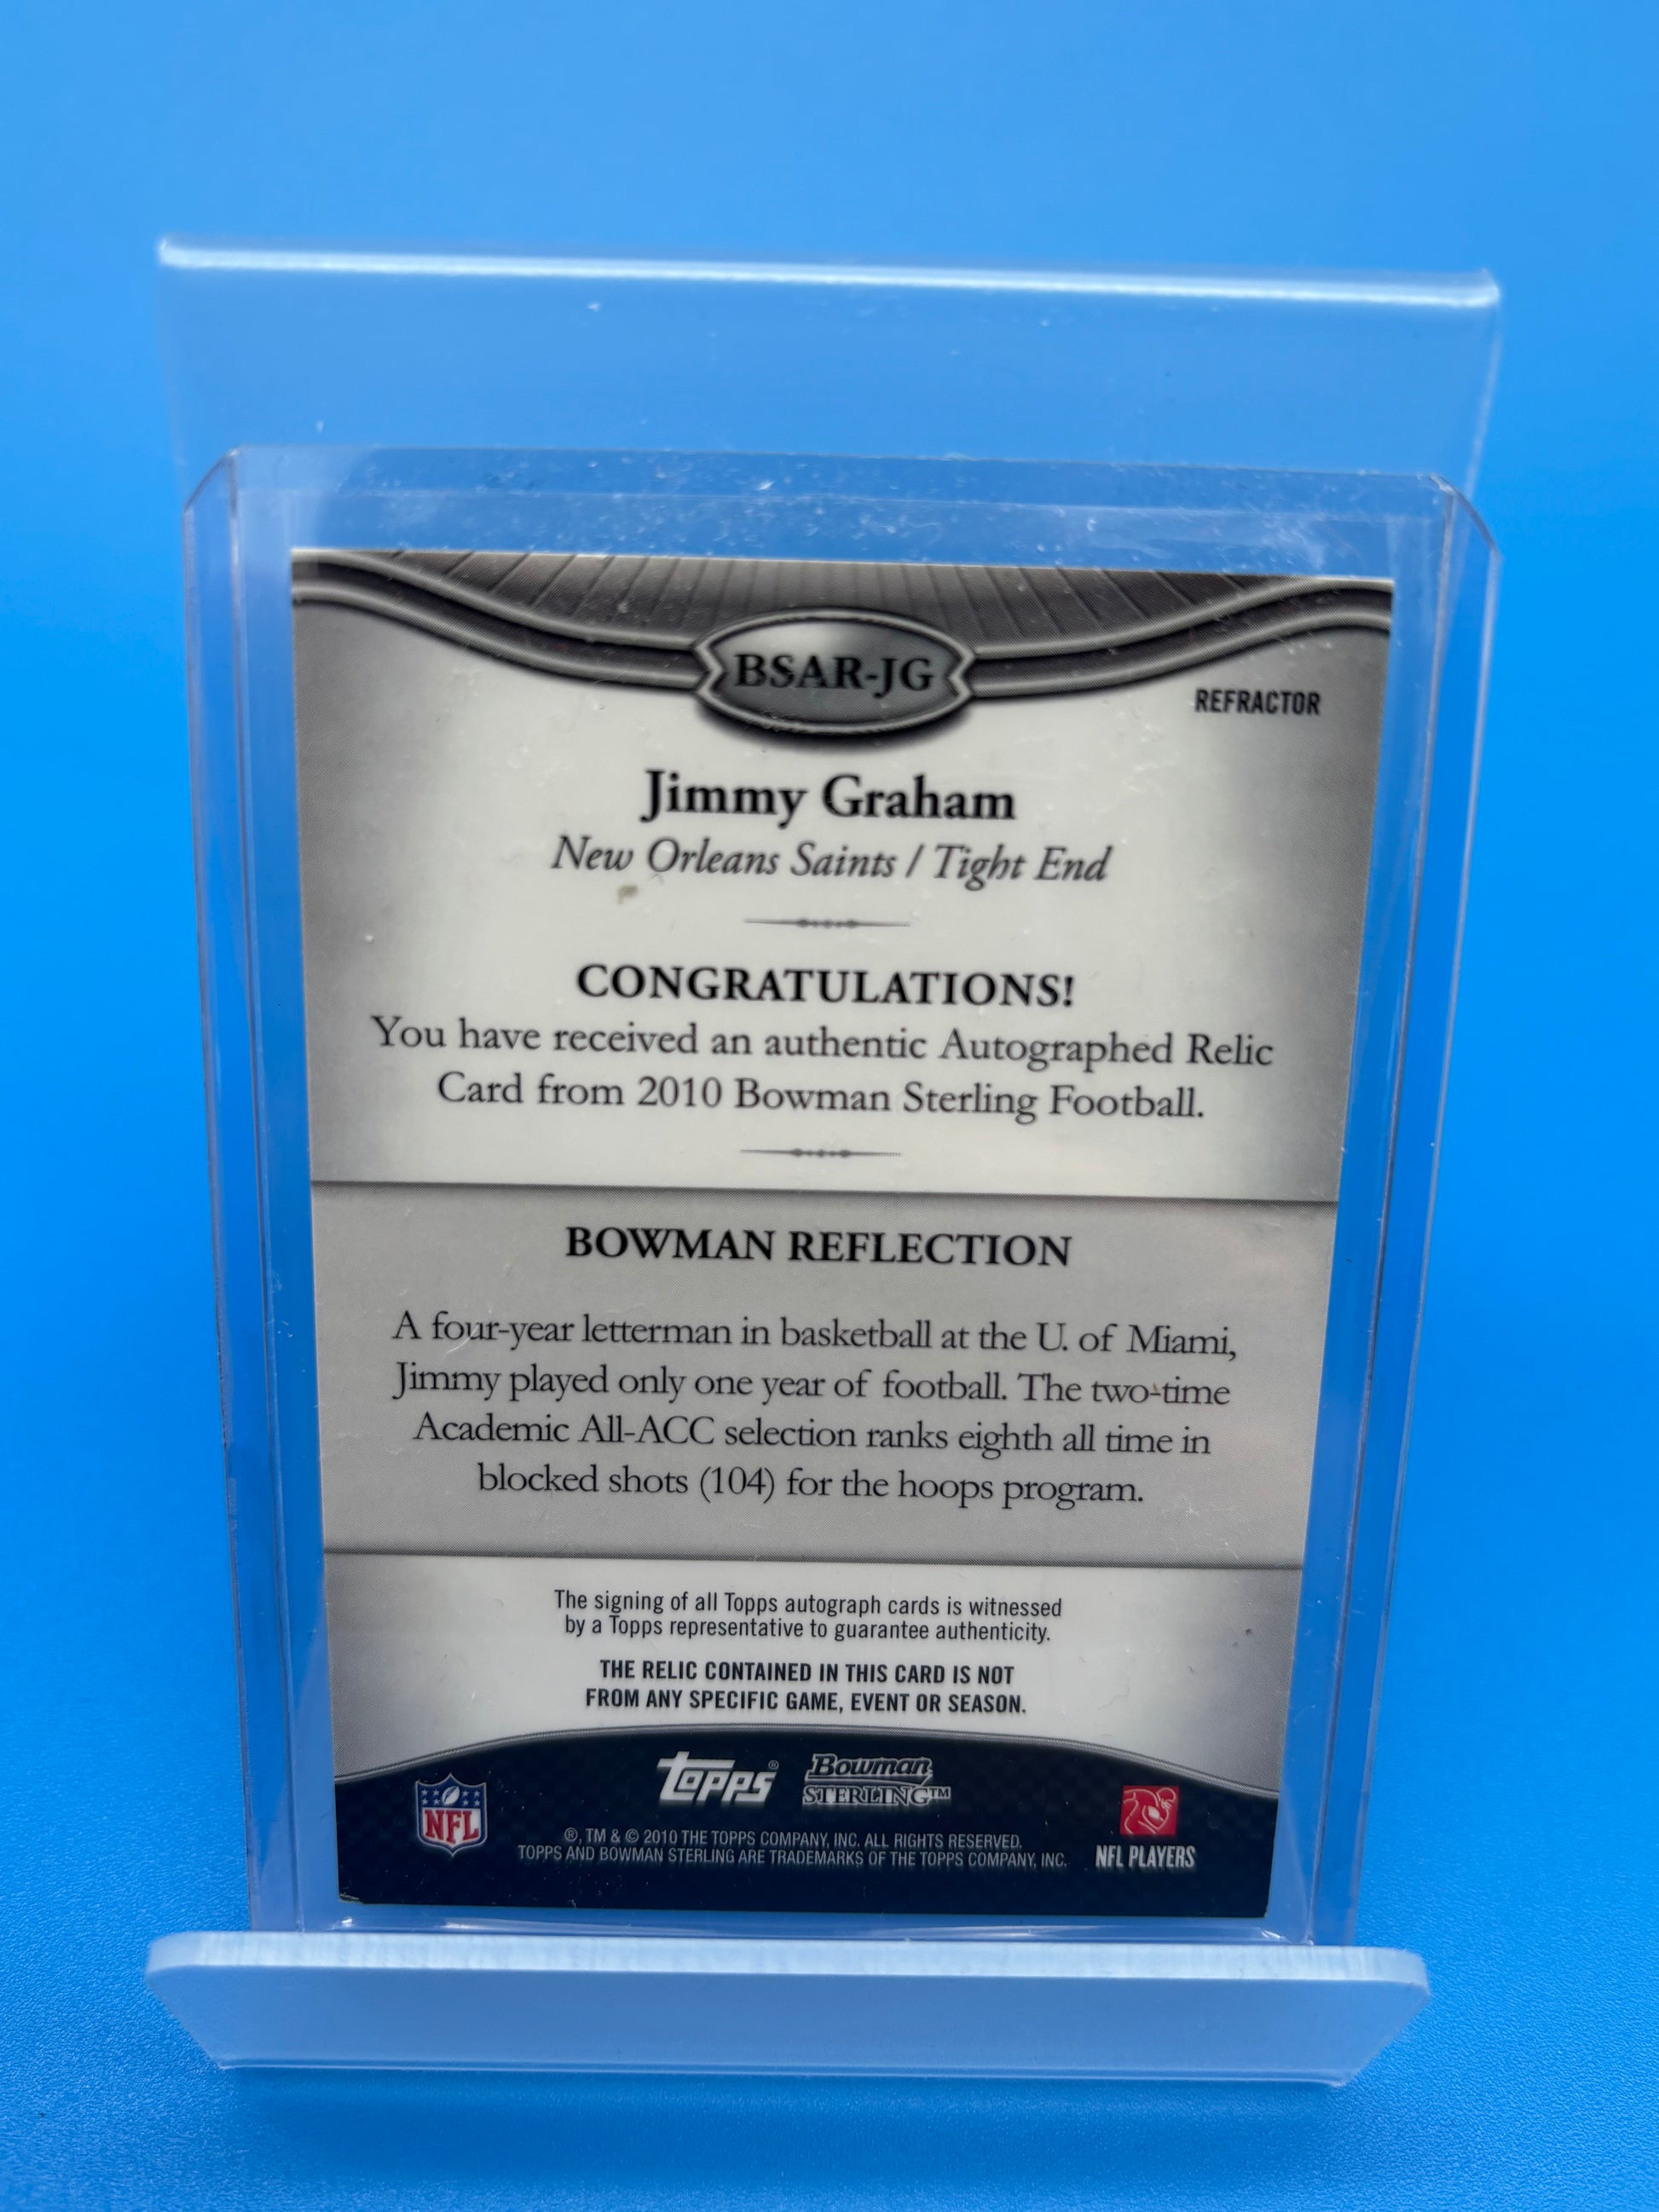 BSAR-JG
REFRACTOR
Jimmy Graham
New Orleans Saints / Tight End
CONGRATULATIONS!
You have received an authentic Autographed Relic
Card from 2010 Bowman Sterling Football.
BOWMAN REFLECTION
A four-year letterman in basketball at the U. of Miami,
Jimmy played only one year of football. The two-time
Academic All-ACC selection ranks eighth all time in
blocked shots (104) for the hoops program.
The signing of all Topps autograph cards is witnessed
by a Topps representative to guarantee authenticity.
THE RELIC CONTAINED IN THIS CARD IS NOT
FROM ANY SPECIFIC GAME, EVENT OR SEASON.
Topps®
Bowman
STERLING™
NFL
®, TM & © 2010 THE TOPPS COMPANY, INC. ALL RIGHTS RESERVED.
TOPPS AND BOWMAN STERLING ARE TRADEMARKS OF THE TOPPS COMPANY, INC.
NFL PLAYERS